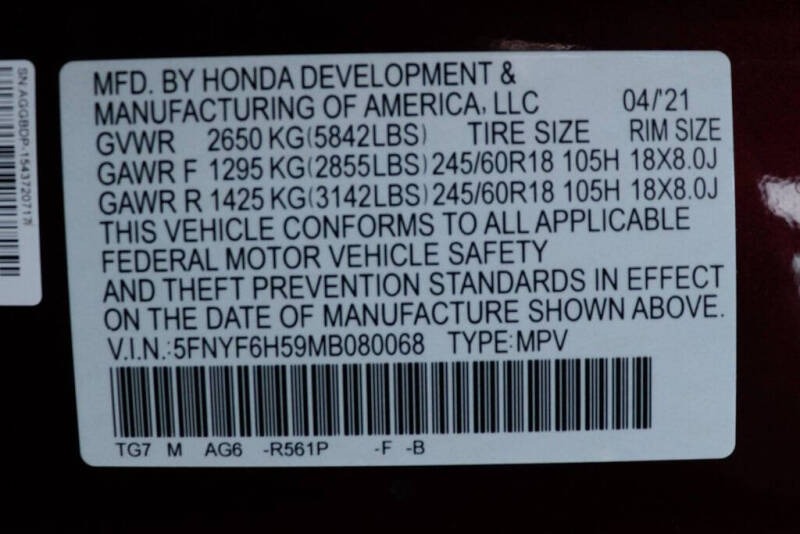 MFD. BY HONDA DEVELOPMENT &
MANUFACTURING OF AMERICA, LLC 04/'21
GVWR 2650 KG(5842LBS) TIRE SIZE RIM SIZE
GAWR F 1295 KG(2855LBS) 245/60R18 105H 18X8.0J
GAWR R 1425 KG(3142LBS) 245/60R18 105H 18X8.0J
THIS VEHICLE CONFORMS TO ALL APPLICABLE
FEDERAL MOTOR VEHICLE SAFETY
AND THEFT PREVENTION STANDARDS IN EFFECT
ON THE DATE OF MANUFACTURE SHOWN ABOVE.
V.I.N.:5FNYF6H59MB080068 TYPE:MPV
TG7 M AG6 -R561P -F -B